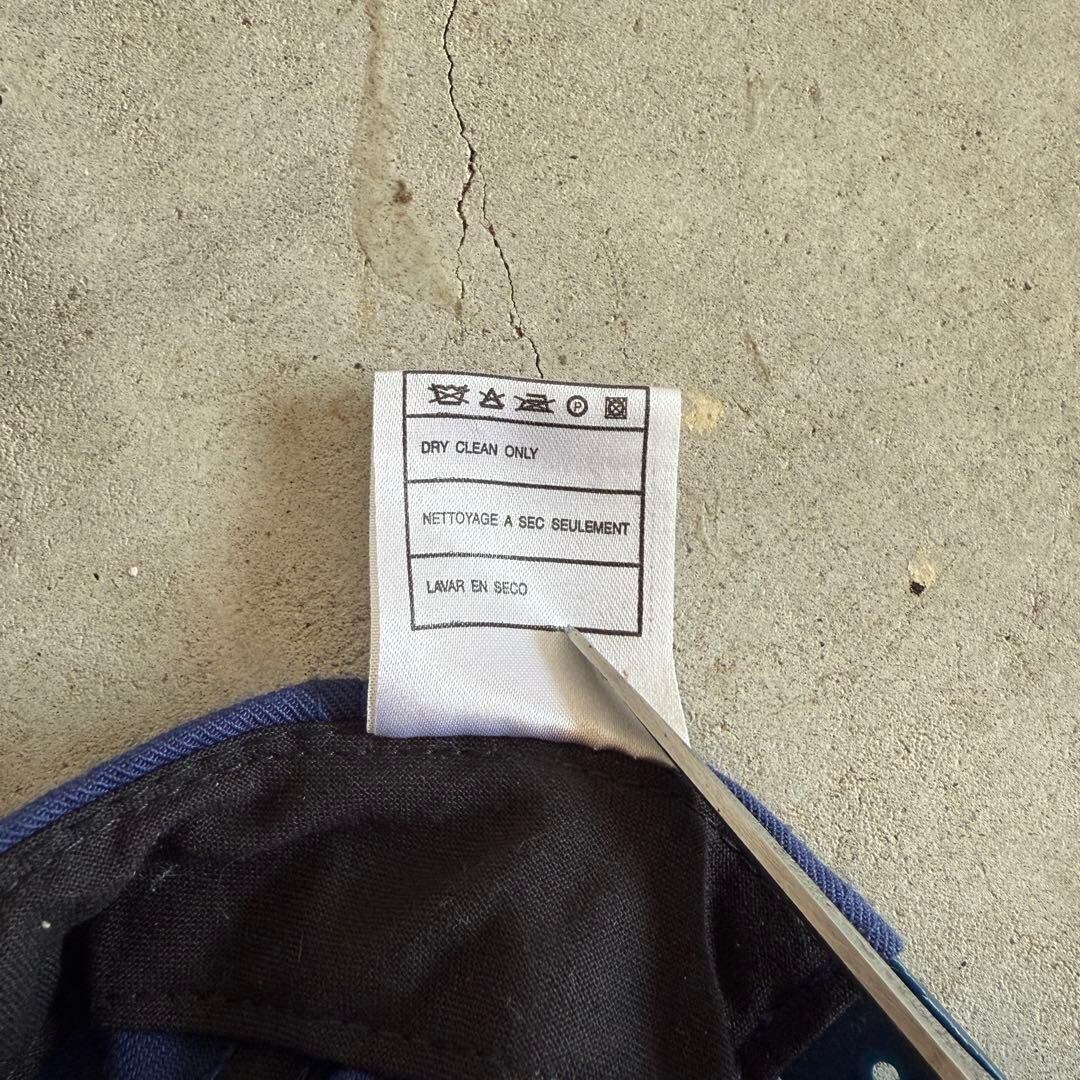 P
DRY CLEAN ONLY
NETTOYAGE A SEC SEULEMENT
LAVAR EN SECO